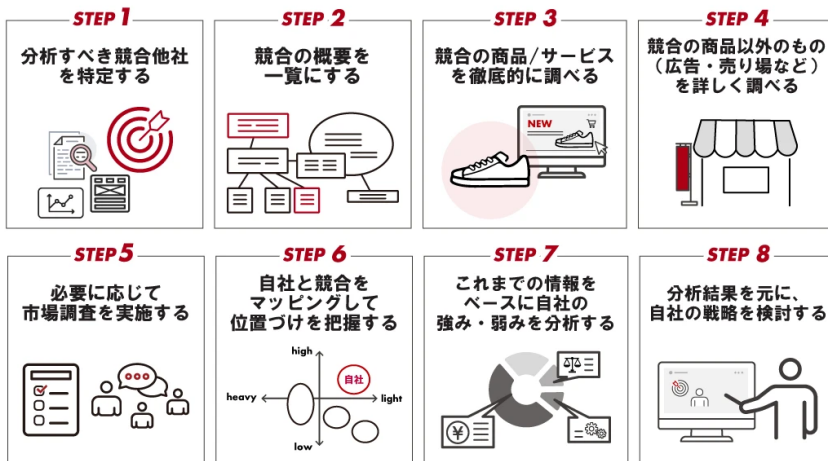 STEP 1
分析すべき競合他社
を特定する
STEP 2
競合の概要を
一覧にする
STEP 3
競合の商品/サービス
を徹底的に調べる
NEW
STEP 4
競合の商品以外のもの
(広告・売り場など)
を詳しく調べる
STEP 5
必要に応じて
市場調査を実施する
STEP 6
自社と競合を
マッピングして
位置づけを把握する
high
自社
heavy
light
low
STEP 7
これまでの情報を
ベースに自社の
強み・弱みを分析する
¥
STEP 8
分析結果を元に、
自社の戦略を検討する